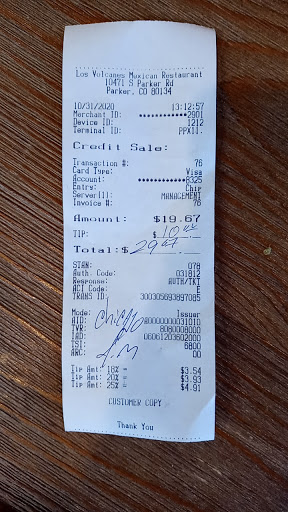 Los Volcanes Mexican Restaurant
10471 S Parker Rd
Parker, CO 80134
10/31/2020 13:12:57
Merchant ID: ************2901
Device ID: 1212
Terminal ID: PPX11.
Credit Sale:
Transaction #: 76
Card Type: Visa
Account: ************8325
Entry: Chip
Server(1): MANAGEMENT
Invoice #: 76
Amount: $19.67
TIP: $ 10.00
Total: $ 29.67
STAN: 078
Auth. Code: 031812
Response: AUTH/TKT
ACI Code: E
TRANS ID: 300305693897085
Mode: Issuer
AID: A0000000031010
TVR: 8080008000
IAD: 06061203602000
TSI: 6800
ARC: 00
Tip Amt: 18% = $3.54
Tip Amt: 20% = $3.93
Tip Amt: 25% = $4.91
CUSTOMER COPY
Thank You